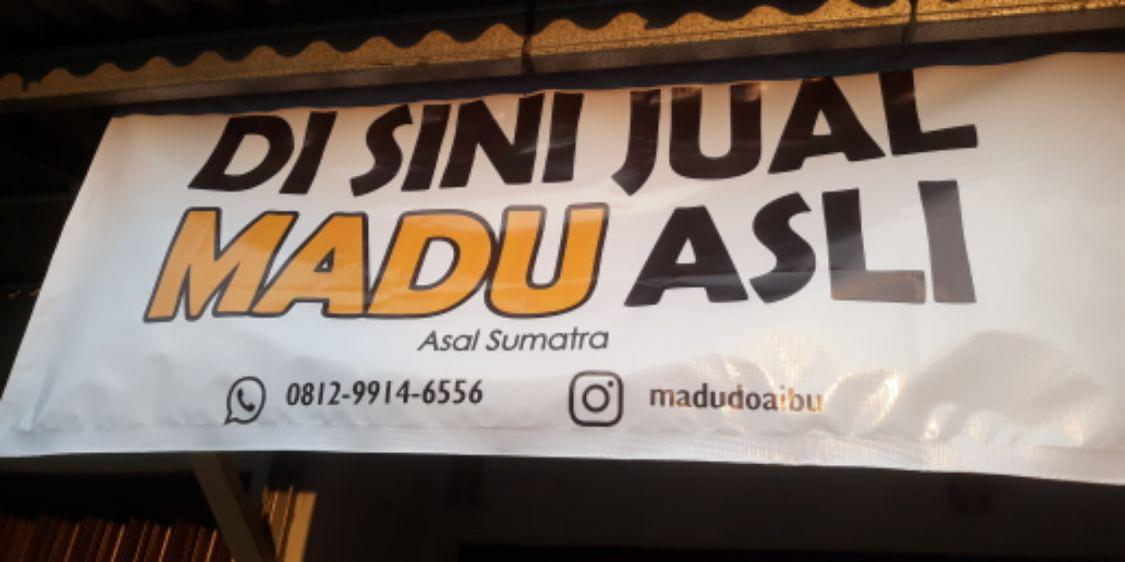 DI SINI JUAL
MADU ASLI
Asal Sumatra
0812-9914-6556 madudoaibu